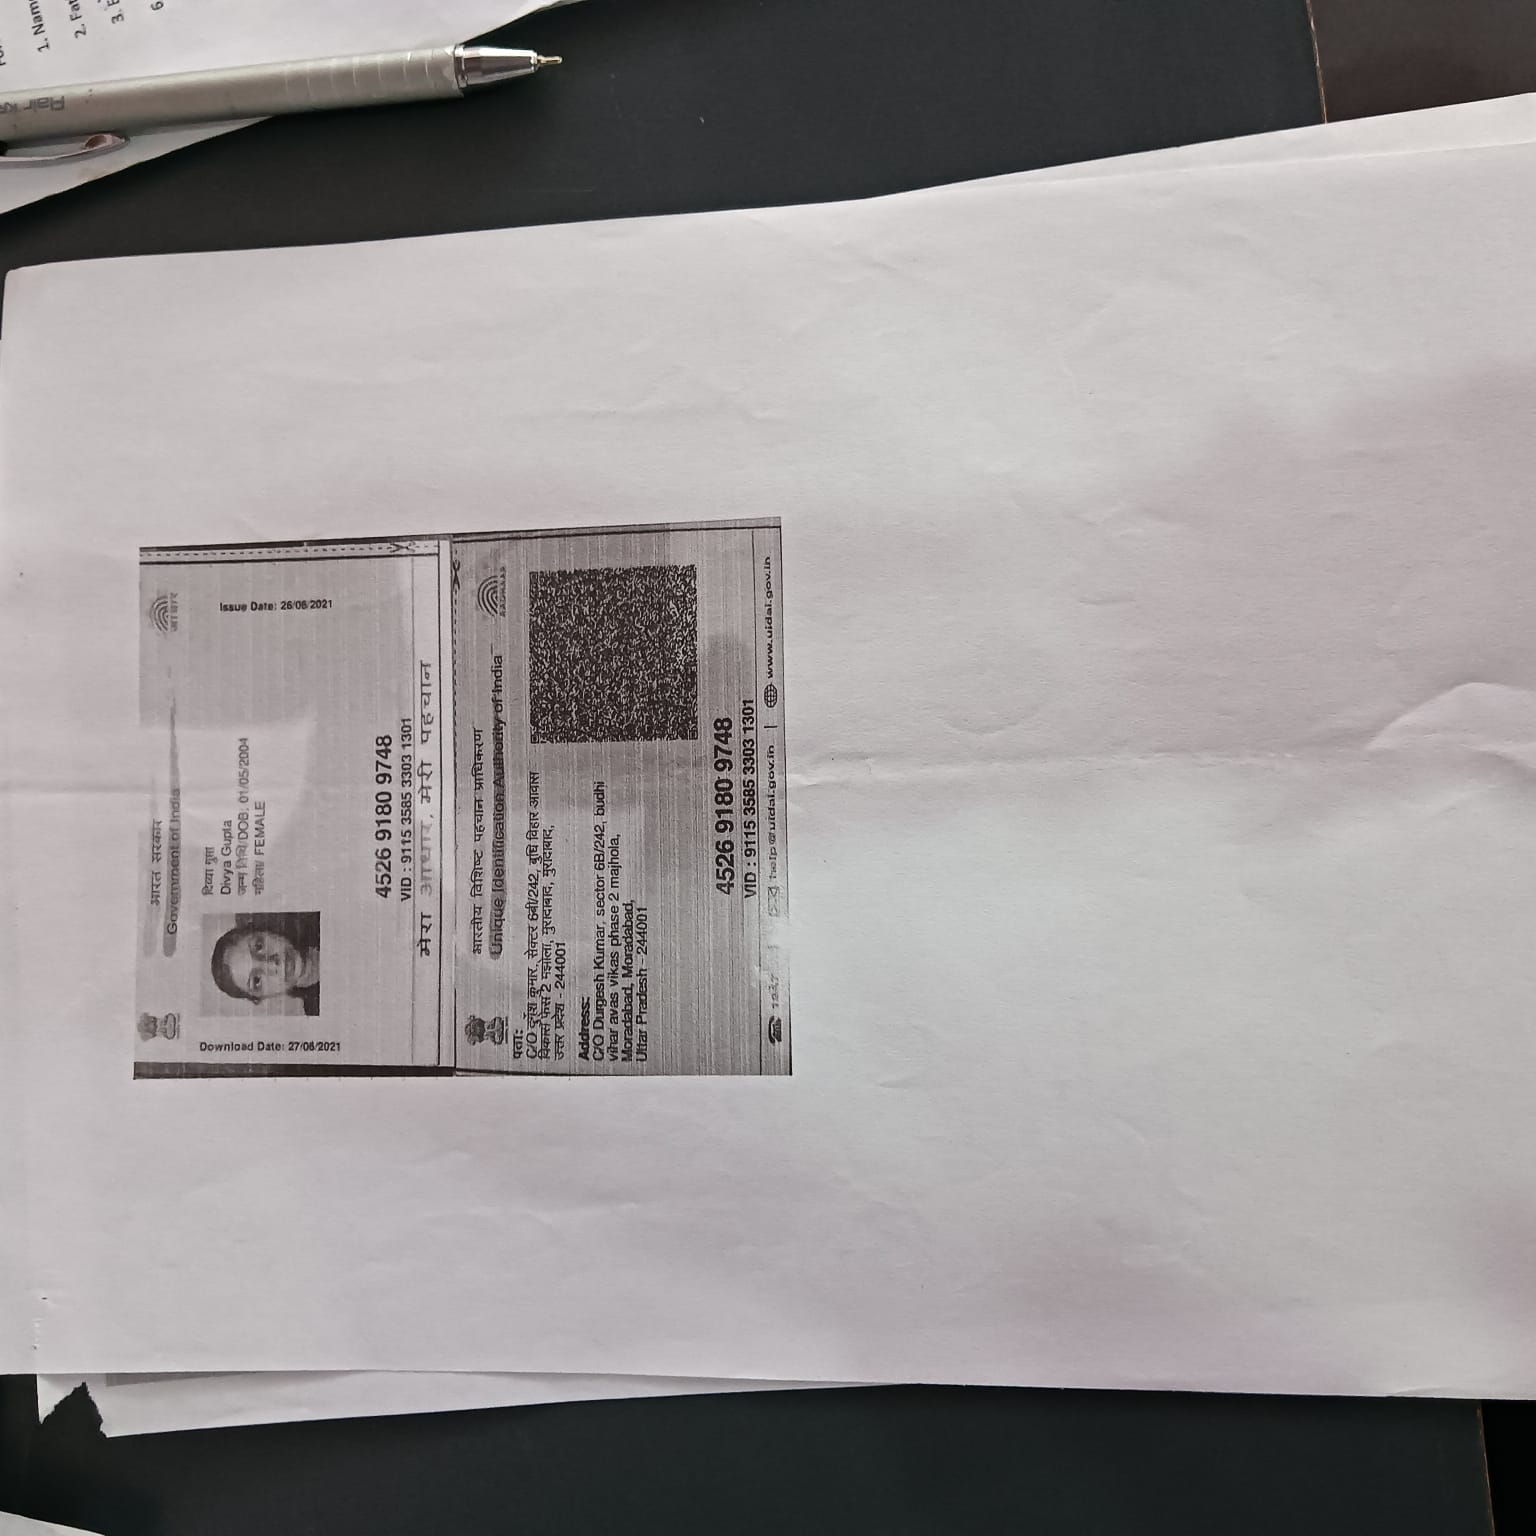 1. Nam
2. Fat
3. E
6
भारत सरकार
Government of India
आधार
Download Date: 27/06/2021
Issue Date: 26/06/2021
दिव्या गुप्ता
Divya Gupta
जन्म तिथि/DOB: 01/05/2004
महिला/ FEMALE
4526 9180 9748
VID : 9115 3585 3303 1301
मेरा आधार, मेरी पहचान
भारतीय विशिष्ट पहचान प्राधिकरण
Unique Identification Authority of India
AADHAAR
पता:
C/O दुर्गेश कुमार, सेक्टर 6बी/242, बुधि विहार आवास
विकास फेस 2 मझोला, मुरादाबाद, मुरादाबाद,
उत्तर प्रदेश - 244001
Address:
C/O Durgesh Kumar, sector 6B/242, budhi
vihar avas vikas phase 2 majhola,
Moradabad, Moradabad,
Uttar Pradesh - 244001
4526 9180 9748
VID : 9115 3585 3303 1301
1947 | help@uidai.gov.in | www.uidai.gov.in